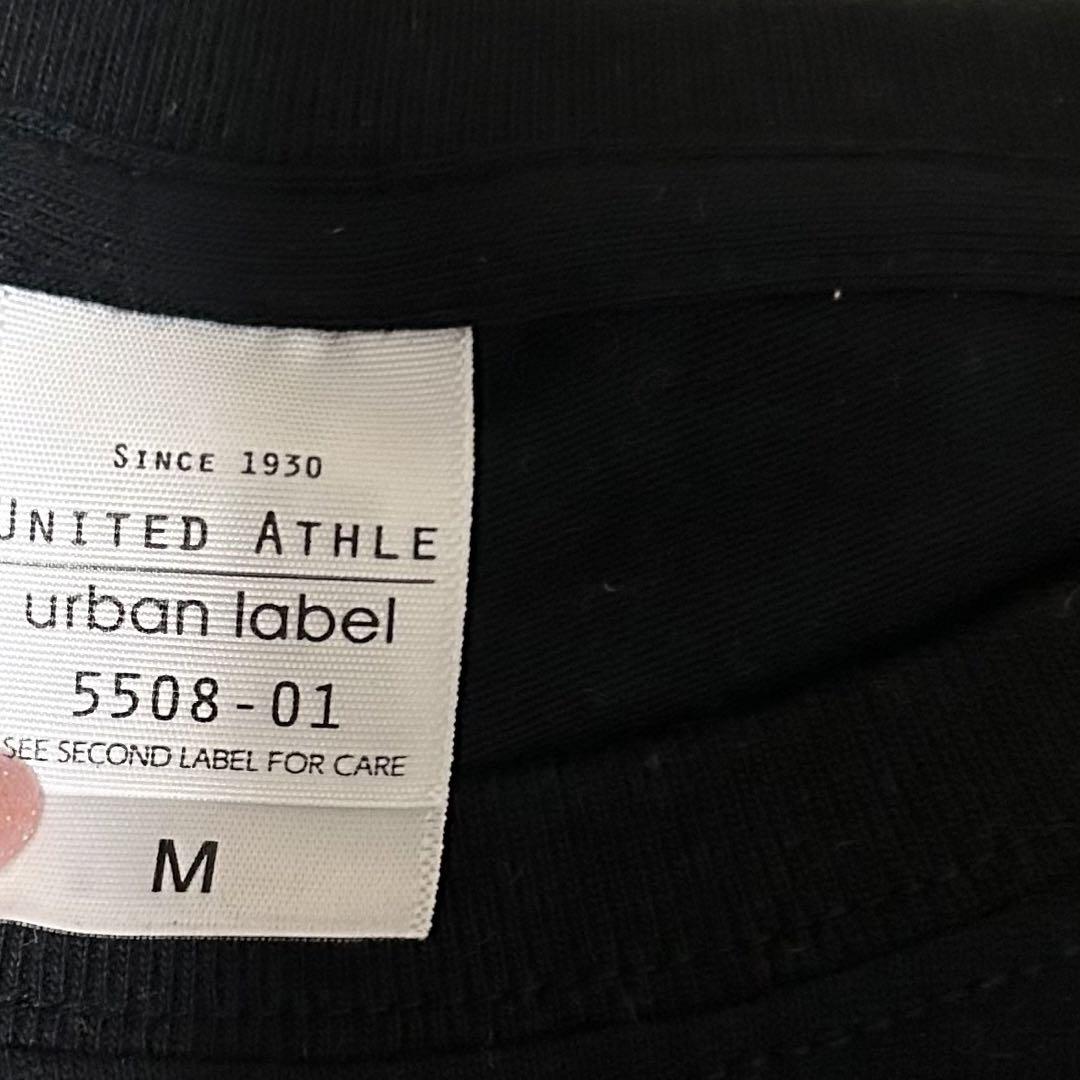 SINCE 1930
UNITED ATHLE
urban label
5508-01
SEE SECOND LABEL FOR CARE
M